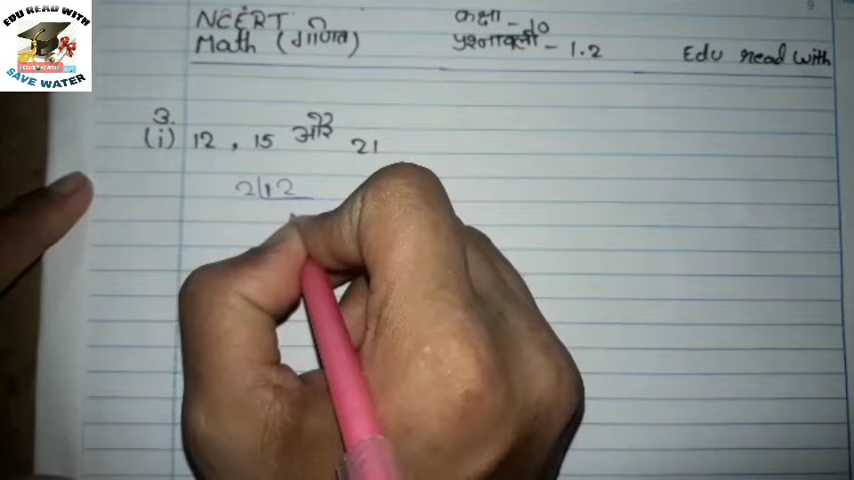 EDU READ WITH
SAVE WATER
NCERT
Math (गणित)
कक्षा - 10
प्रश्नावली - 1.2
Edu read with
3.
(i) 12 , 15 और 21
2 12